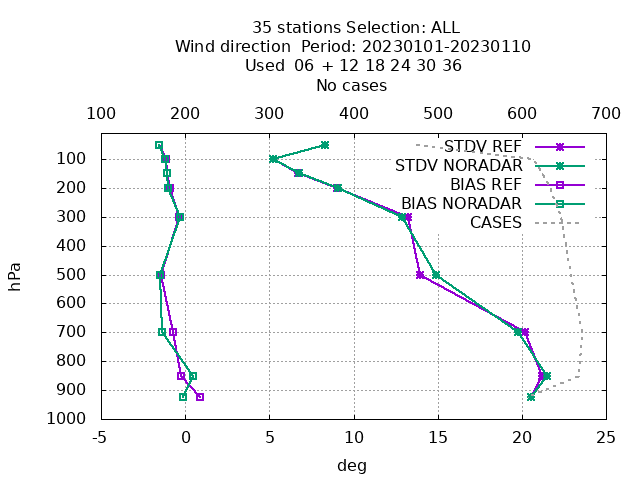 35 stations Selection: ALL
Wind direction  Period: 20230101-20230110
Used  06 + 12 18 24 30 36
No cases
100 200 300 400 500 600 700
STDV REF
STDV NORADAR
BIAS REF
BIAS NORADAR
CASES
hPa
100
200
300
400
500
600
700
800
900
1000
-5 0 5 10 15 20 25
deg